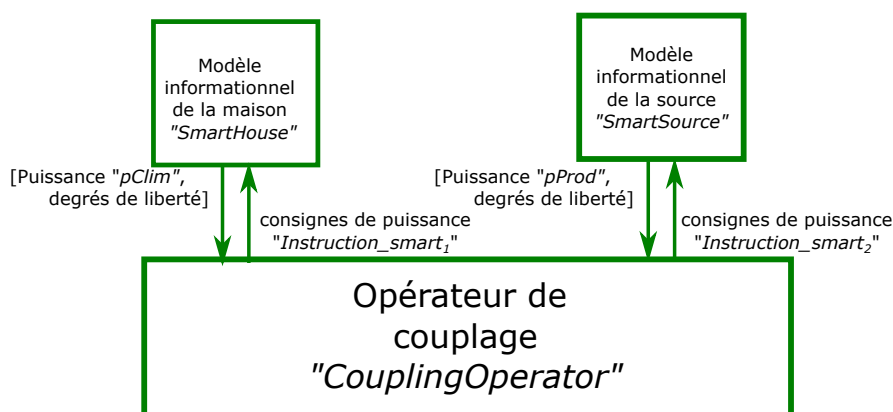 Modèle
informationnel
de la maison
"SmartHouse"
Modèle
informationnel
de la source
"SmartSource"
[Puissance "pClim",
degrés de liberté]
consignes de puissance
"Instruction_smart₁"
[Puissance "pProd",
degrés de liberté]
consignes de puissance
"Instruction_smart₂"
Opérateur de
couplage
"CouplingOperator"